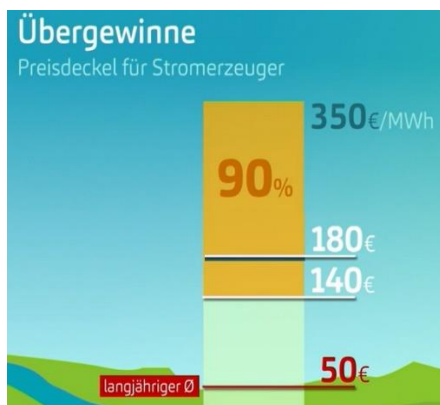 Übergewinne
Preisdeckel für Stromerzeuger
350€/MWh
90%
180€
140€
50€
langjähriger Ø